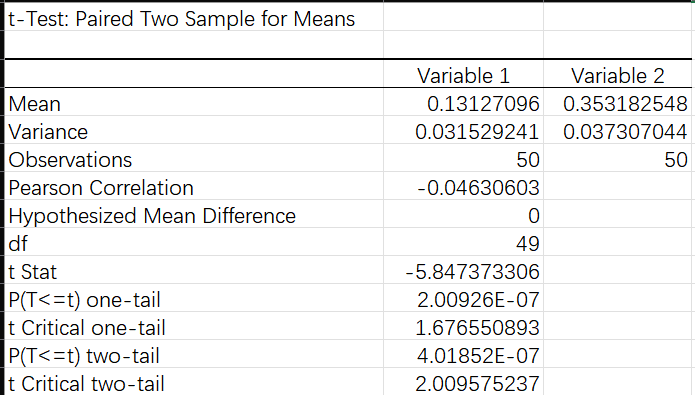 t-Test: Paired Two Sample for Means
Variable 1 Variable 2
Mean 0.13127096 0.353182548
Variance 0.031529241 0.037307044
Observations 50 50
Pearson Correlation -0.04630603
Hypothesized Mean Difference 0
df 49
t Stat -5.847373306
P(T<=t) one-tail 2.00926E-07
t Critical one-tail 1.676550893
P(T<=t) two-tail 4.01852E-07
t Critical two-tail 2.009575237